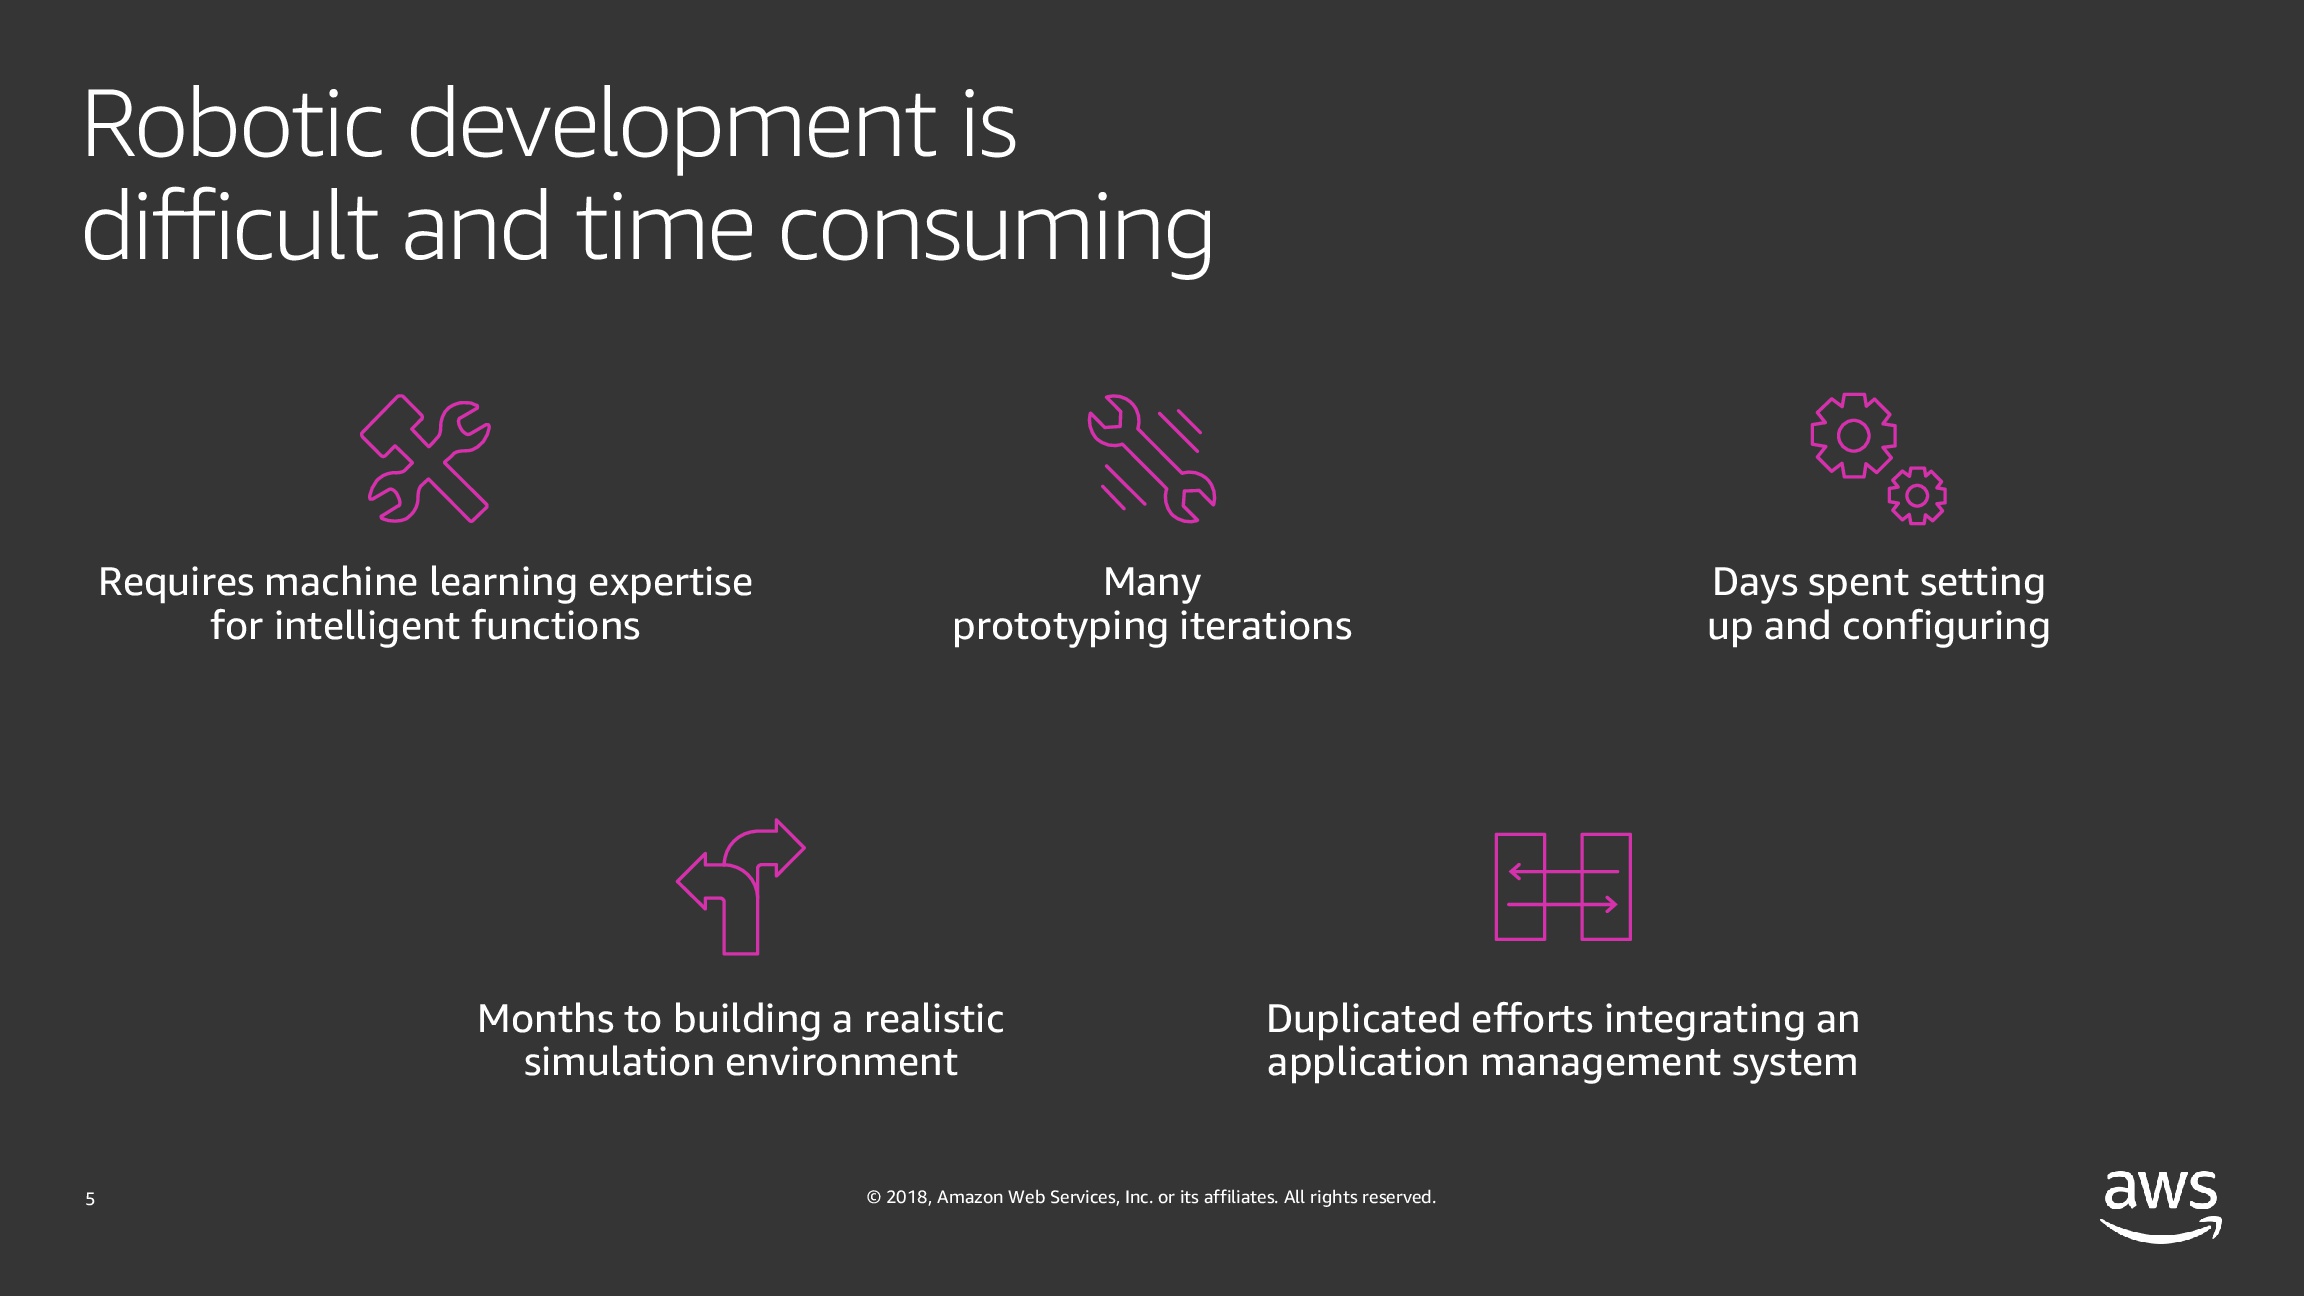 Robotic development is
difficult and time consuming
Requires machine learning expertise
for intelligent functions
Many
prototyping iterations
Days spent setting
up and configuring
Months to building a realistic
simulation environment
Duplicated efforts integrating an
application management system
5
© 2018, Amazon Web Services, Inc. or its affiliates. All rights reserved.
aws